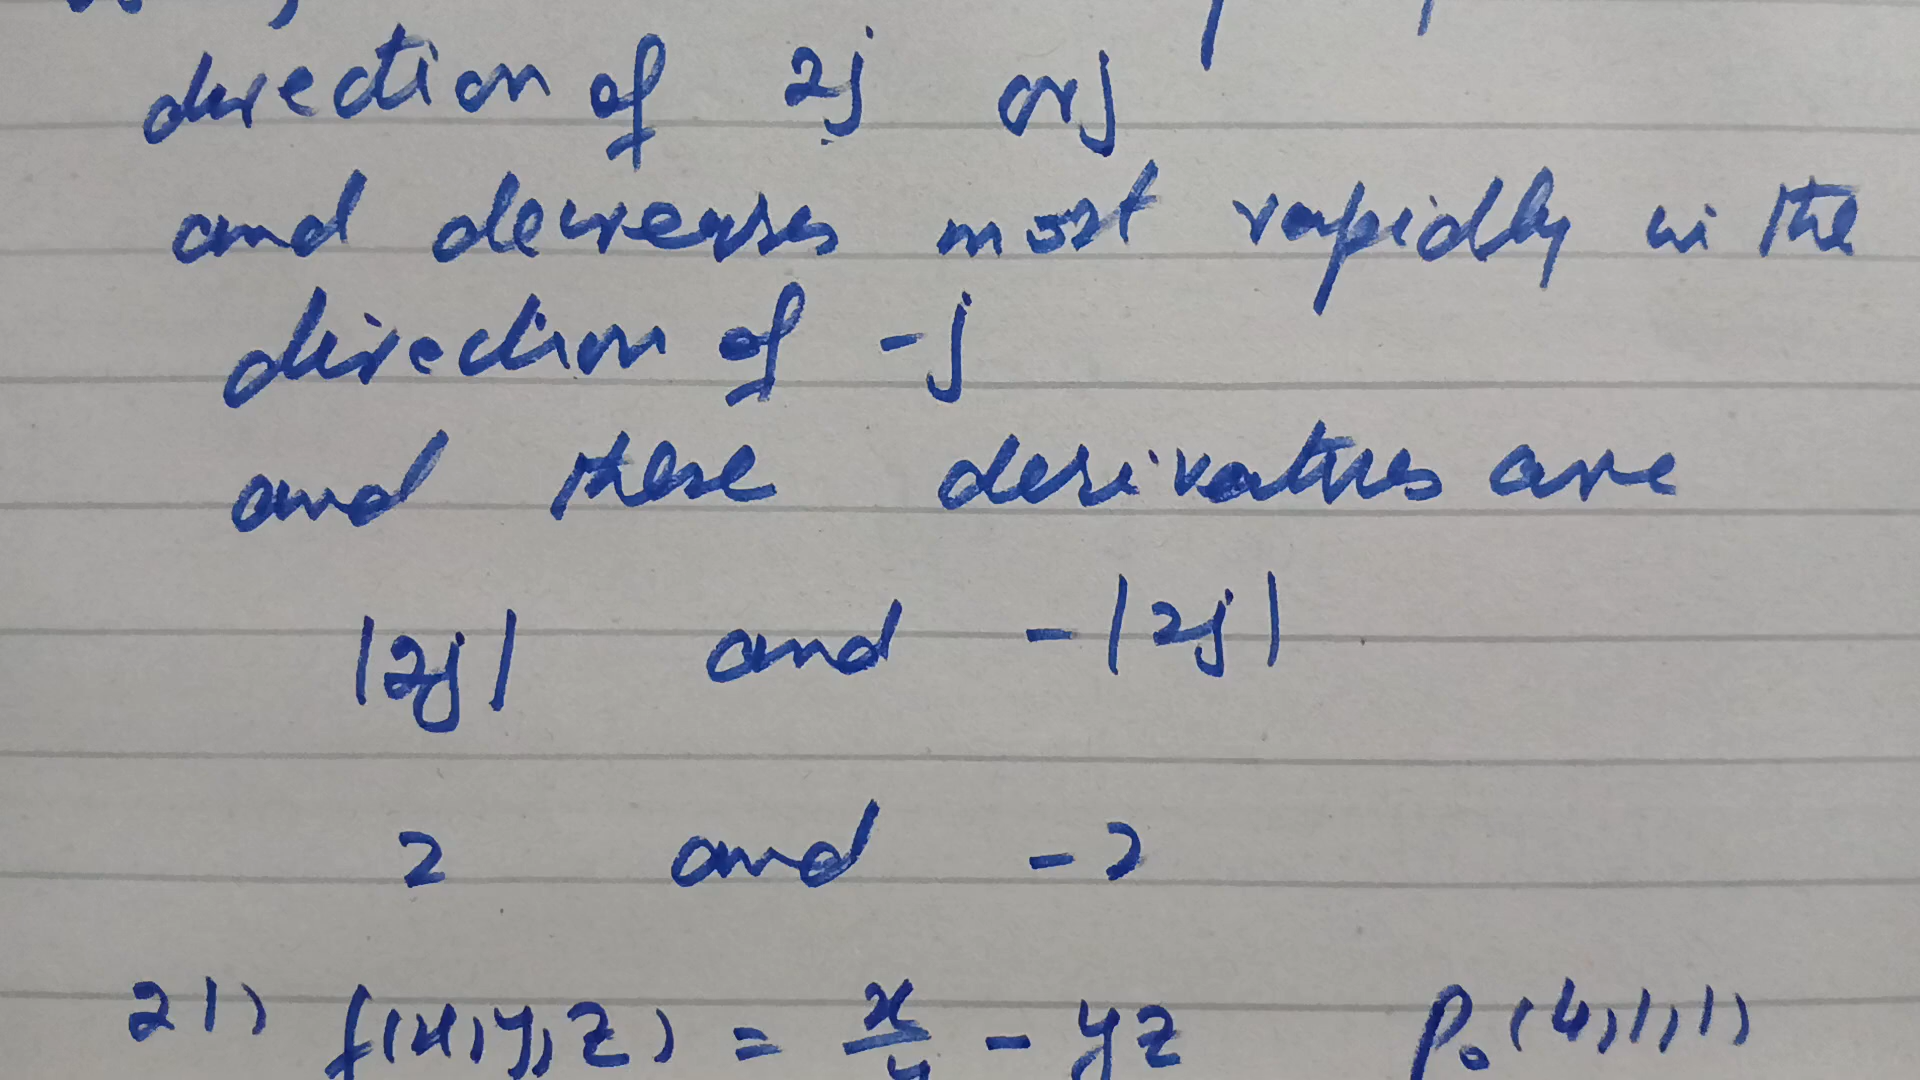 direction of 2j or j
and decreases most rapidly in the
direction of -j
and these derivatives are
|2j| and -|2j|
2 and -2
21) f(x,y,z) = x/y - yz P₀(4,1,1)